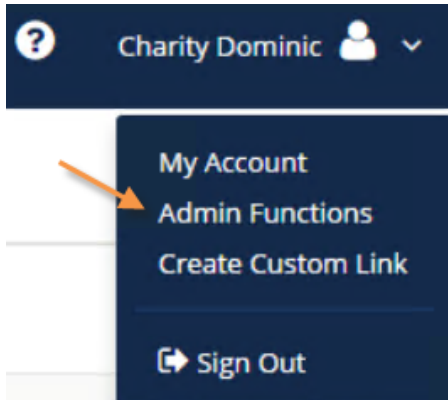 ?
Charity Dominic
My Account
Admin Functions
Create Custom Link
Sign Out